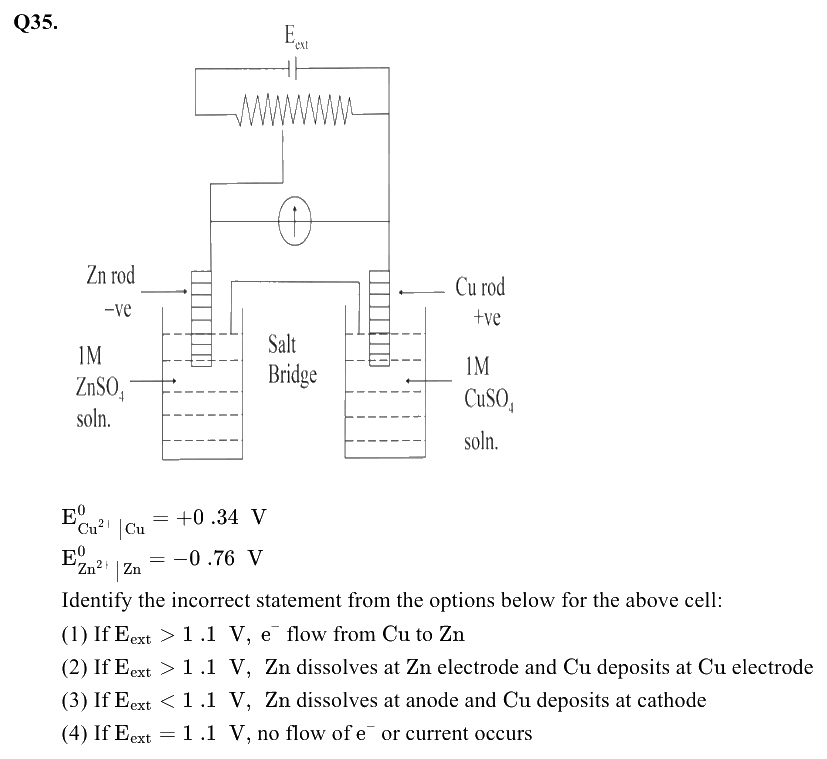 Q35.
E_ext
Zn rod
–ve
Cu rod
+ve
Salt
Bridge
1M
ZnSO₄
soln.
1M
CuSO₄
soln.
E⁰_Cu²⁺|Cu = +0 .34 V
E⁰_Zn²⁺|Zn = −0 .76 V
Identify the incorrect statement from the options below for the above cell:
(1) If E_ext > 1 .1 V, e⁻ flow from Cu to Zn
(2) If E_ext > 1 .1 V, Zn dissolves at Zn electrode and Cu deposits at Cu electrode
(3) If E_ext < 1 .1 V, Zn dissolves at anode and Cu deposits at cathode
(4) If E_ext = 1 .1 V, no flow of e⁻ or current occurs